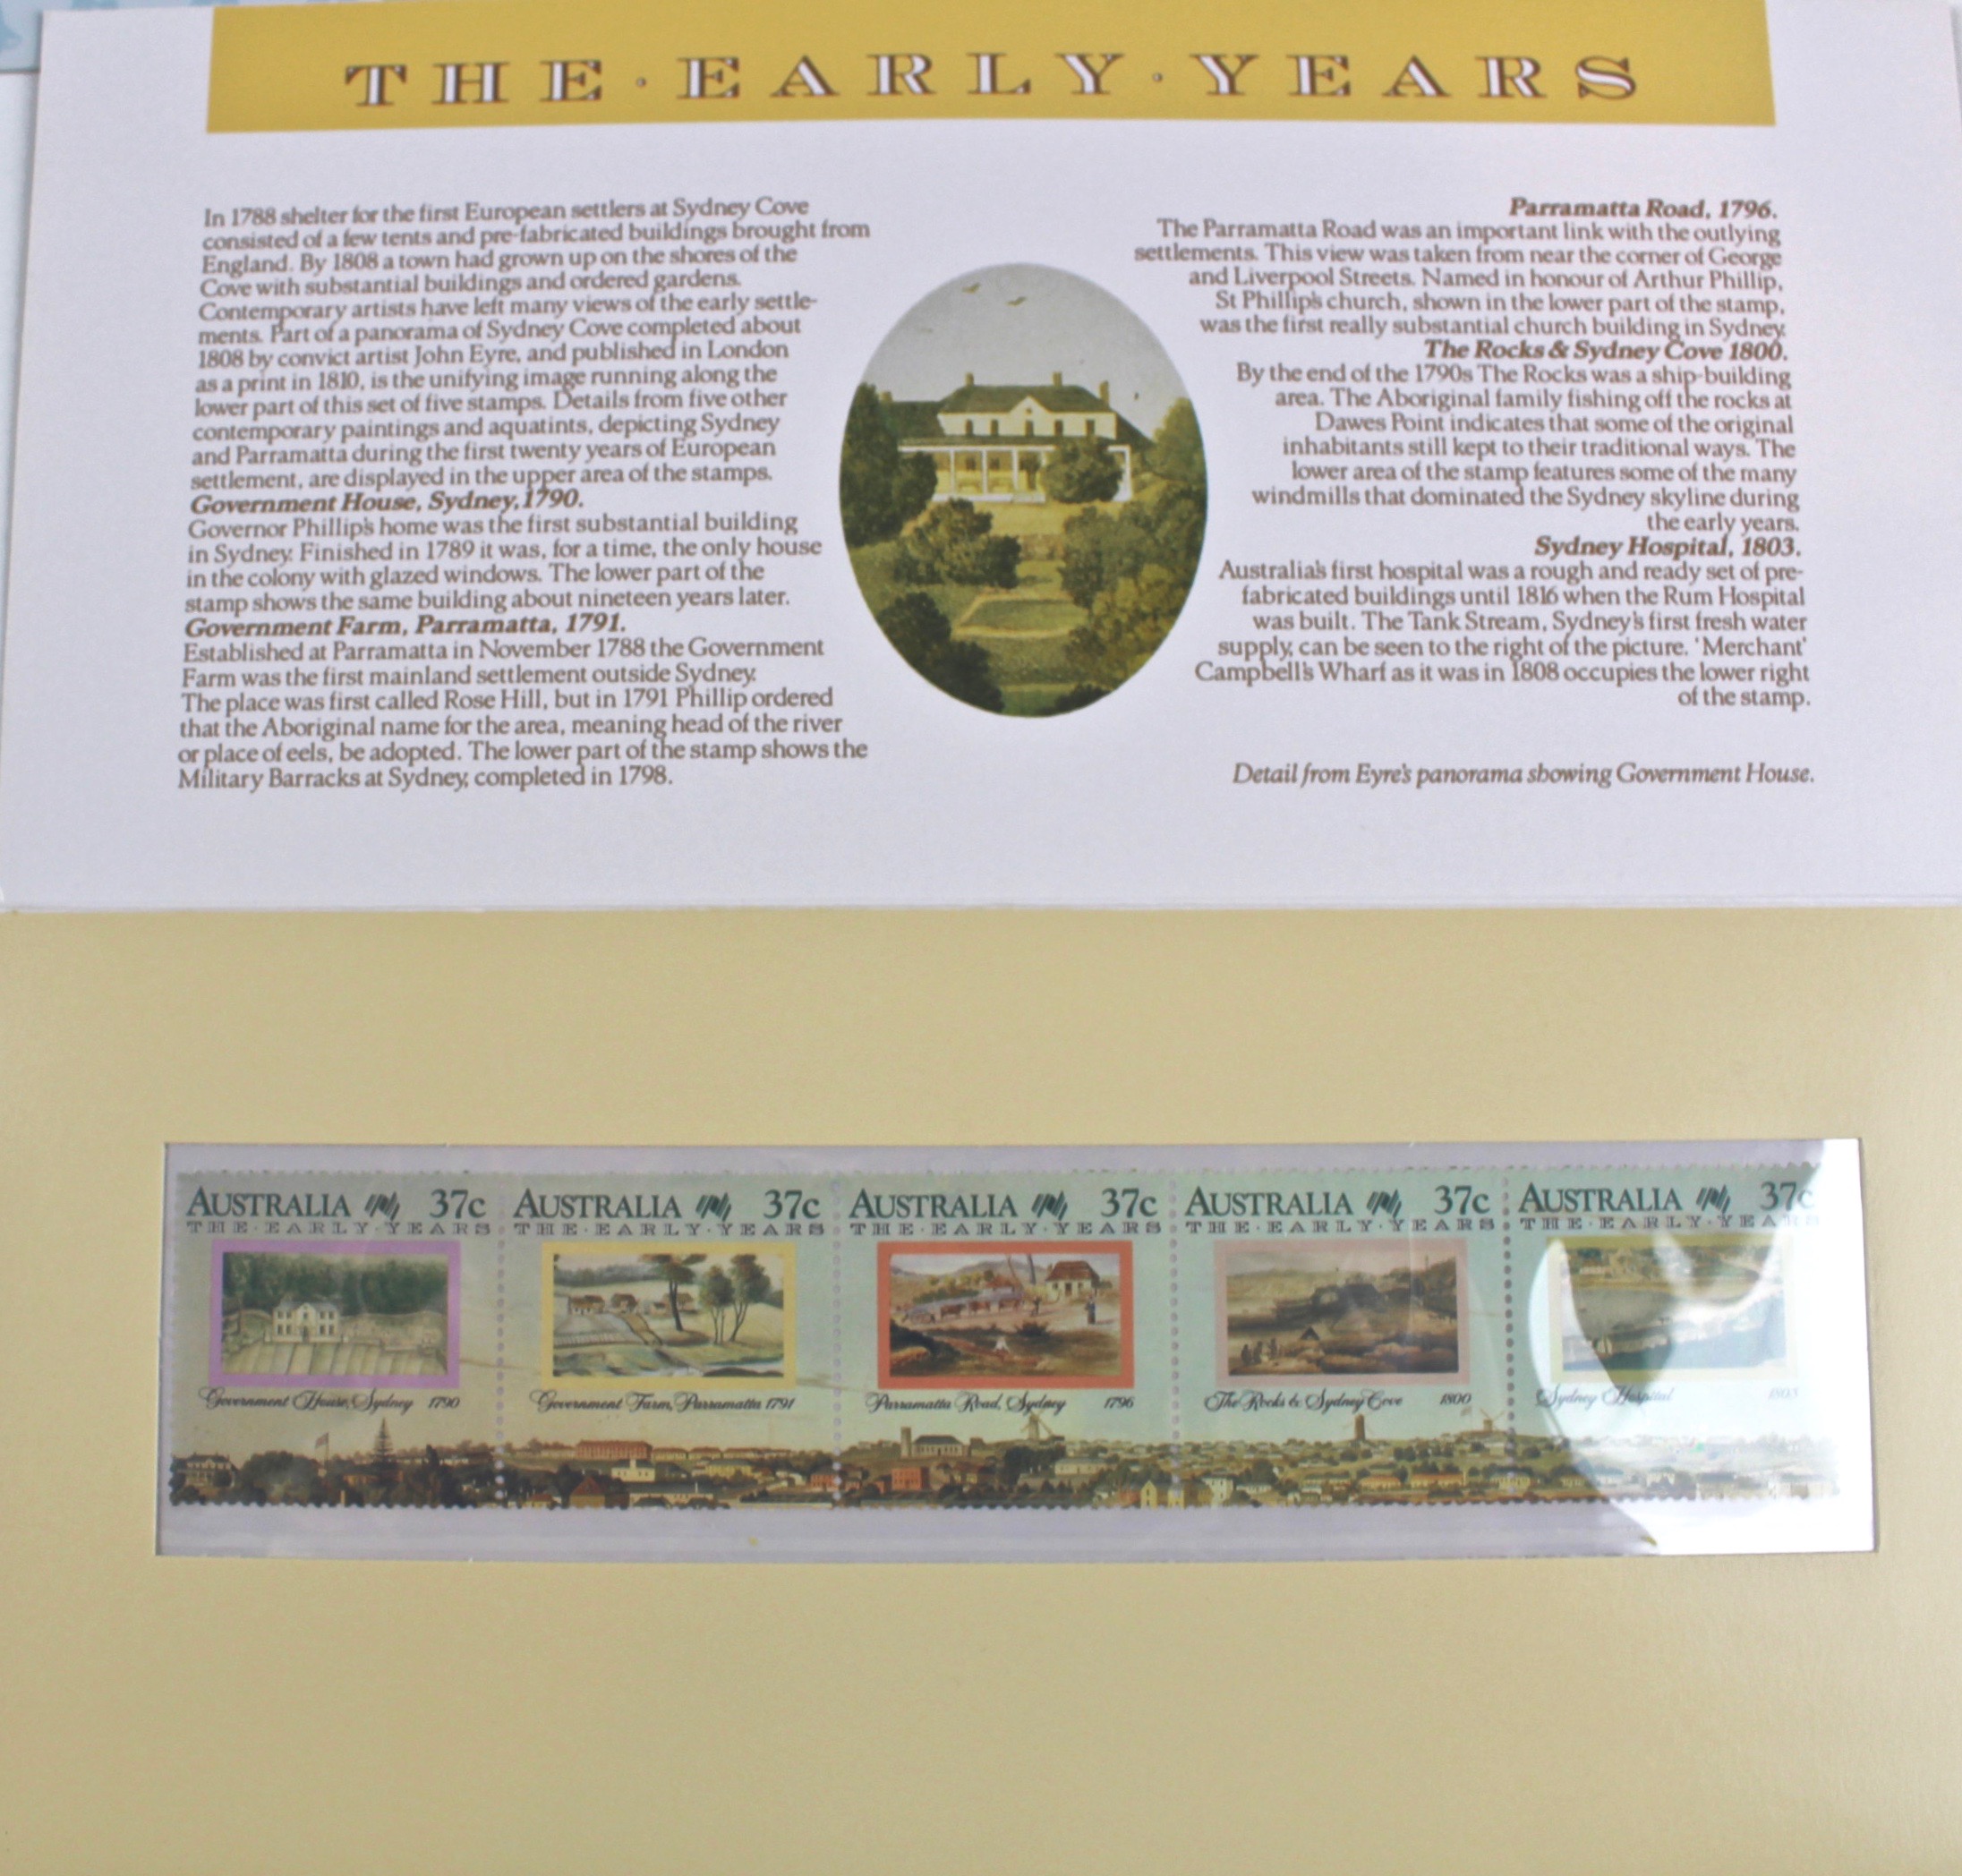 THE·EARLY·YEARS
In 1788 shelter for the first European settlers at Sydney Cove
consisted of a few tents and pre-fabricated buildings brought from
England. By 1808 a town had grown up on the shores of the
Cove with substantial buildings and ordered gardens.
Contemporary artists have left many views of the early settle-
ments. Part of a panorama of Sydney Cove completed about
1808 by convict artist John Eyre, and published in London
as a print in 1810, is the unifying image running along the
lower part of this set of five stamps. Details from five other
contemporary paintings and aquatints, depicting Sydney
and Parramatta during the first twenty years of European
settlement, are displayed in the upper area of the stamps.
Government House, Sydney, 1790.
Governor Phillip's home was the first substantial building
in Sydney. Finished in 1789 it was, for a time, the only house
in the colony with glazed windows. The lower part of the
stamp shows the same building about nineteen years later.
Government Farm, Parramatta, 1791.
Established at Parramatta in November 1788 the Government
Farm was the first mainland settlement outside Sydney.
The place was first called Rose Hill, but in 1791 Phillip ordered
that the Aboriginal name for the area, meaning head of the river
or place of eels, be adopted. The lower part of the stamp shows the
Military Barracks at Sydney, completed in 1798.
Parramatta Road, 1796.
The Parramatta Road was an important link with the outlying
settlements. This view was taken from near the corner of George
and Liverpool Streets. Named in honour of Arthur Phillip,
St Phillip's church, shown in the lower part of the stamp,
was the first really substantial church building in Sydney.
The Rocks & Sydney Cove 1800.
By the end of the 1790s The Rocks was a ship-building
area. The Aboriginal family fishing off the rocks at
Dawes Point indicates that some of the original
inhabitants still kept to their traditional ways. The
lower area of the stamp features some of the many
windmills that dominated the Sydney skyline during
the early years.
Sydney Hospital, 1803.
Australia's first hospital was a rough and ready set of pre-
fabricated buildings until 1816 when the Rum Hospital
was built. The Tank Stream, Sydney's first fresh water
supply, can be seen to the right of the picture. 'Merchant'
Campbell's Wharf as it was in 1808 occupies the lower right
of the stamp.
Detail from Eyre's panorama showing Government House.
AUSTRALIA 37c
THE·EARLY·YEARS
Government House, Sydney 1790
AUSTRALIA 37c
THE·EARLY·YEARS
Government Farm, Parramatta 1791
AUSTRALIA 37c
THE·EARLY·YEARS
Parramatta Road, Sydney 1796
AUSTRALIA 37c
THE·EARLY·YEARS
The Rocks & Sydney Cove 1800
AUSTRALIA 37c
THE·EARLY·YEARS
Sydney Hospital 1803